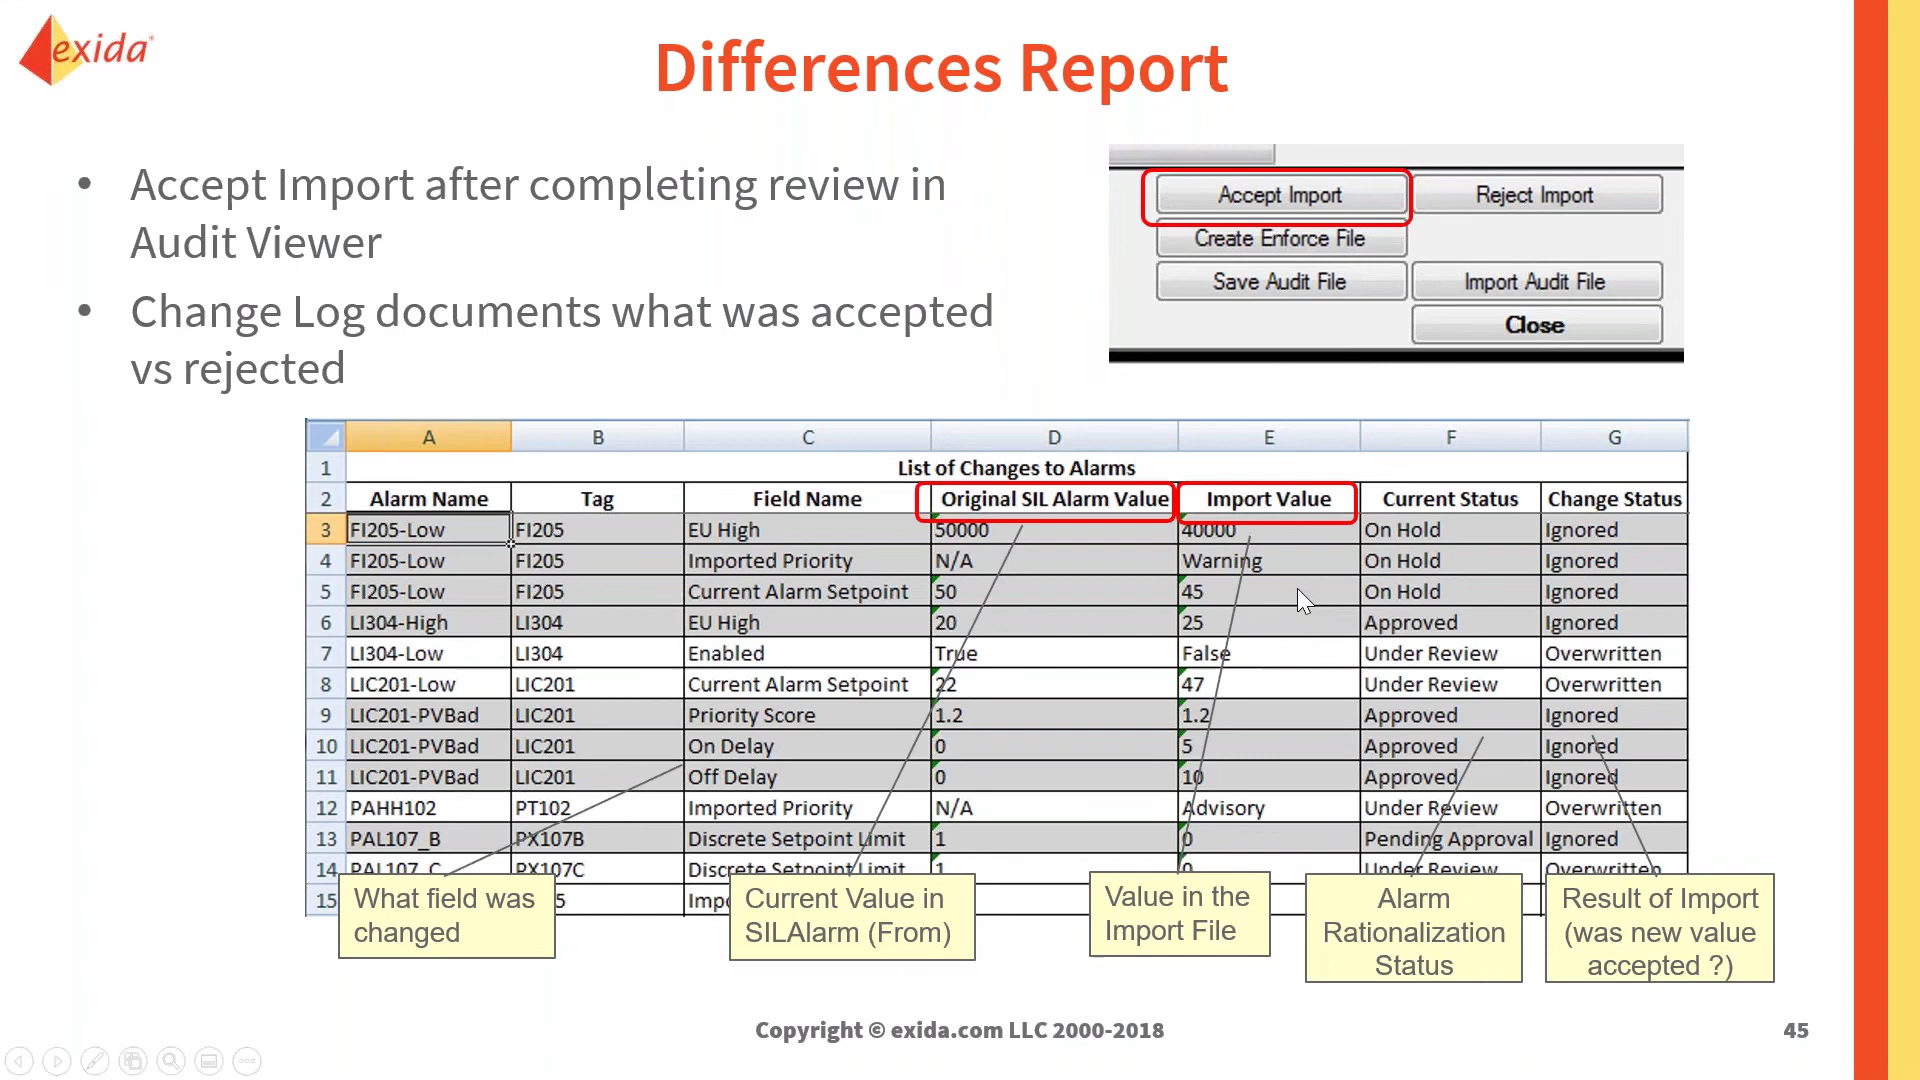 exida
Differences Report
• Accept Import after completing review in
Audit Viewer
• Change Log documents what was accepted
vs rejected
Accept Import Reject Import
Create Enforce File
Save Audit File Import Audit File
Close
A B C D E F G
1 List of Changes to Alarms
2 Alarm Name Tag Field Name Original SIL Alarm Value Import Value Current Status Change Status
3 FI205-Low FI205 EU High 50000 40000 On Hold Ignored
4 FI205-Low FI205 Imported Priority N/A Warning On Hold Ignored
5 FI205-Low FI205 Current Alarm Setpoint 50 45 On Hold Ignored
6 LI304-High LI304 EU High 20 25 Approved Ignored
7 LI304-Low LI304 Enabled True False Under Review Overwritten
8 LIC201-Low LIC201 Current Alarm Setpoint 22 47 Under Review Overwritten
9 LIC201-PVBad LIC201 Priority Score 1.2 1.2 Approved Ignored
10 LIC201-PVBad LIC201 On Delay 0 5 Approved Ignored
11 LIC201-PVBad LIC201 Off Delay 0 10 Approved Ignored
12 PAHH102 PT102 Imported Priority N/A Advisory Under Review Overwritten
13 PAL107_B PX107B Discrete Setpoint Limit 1 0 Pending Approval Ignored
14 PAL107_C PX107C Discrete Setpoint Limit 1 0 Under Review Overwritten
15
What field was
changed
Current Value in
SILAlarm (From)
Value in the
Import File
Alarm
Rationalization
Status
Result of Import
(was new value
accepted ?)
Copyright © exida.com LLC 2000-2018
45